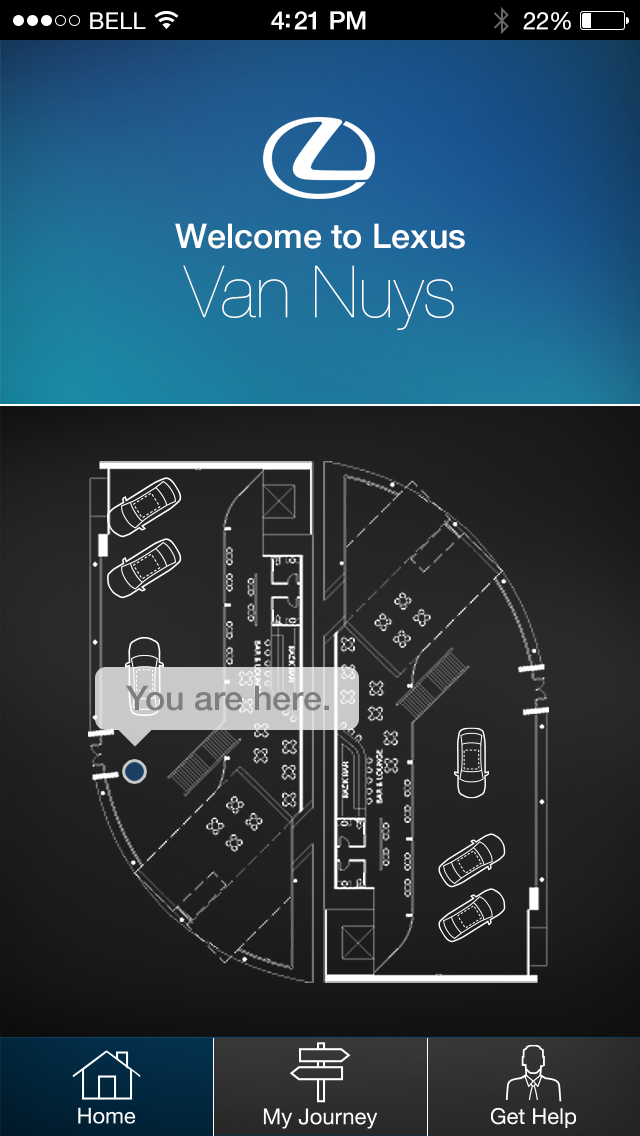 BELL
4:21 PM
22%
Welcome to Lexus
Van Nuys
BAR & LOUNGE
BACK BAR
You are here.
BACK BAR
BAR & LOUNGE
Home
My Journey
Get Help